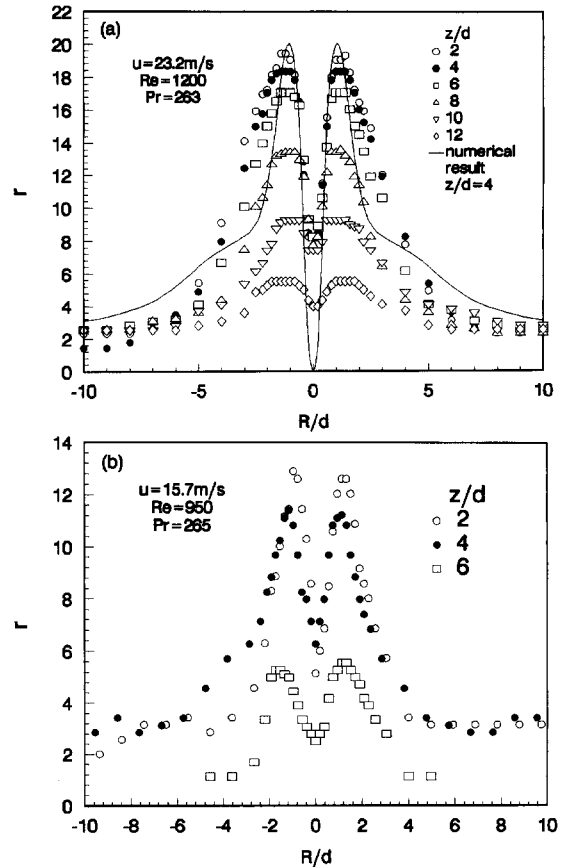 (a)
u=23.2m/s
Re=1200
Pr=263
z/d
2
4
6
8
10
12
numerical
result
z/d=4
22
20
18
16
14
12
10
8
6
4
2
0
r
-10 -5 0 5 10
R/d
(b)
u=15.7m/s
Re=950
Pr=265
z/d
2
4
6
14
12
10
8
6
4
2
0
r
-10 -8 -6 -4 -2 0 2 4 6 8 10
R/d